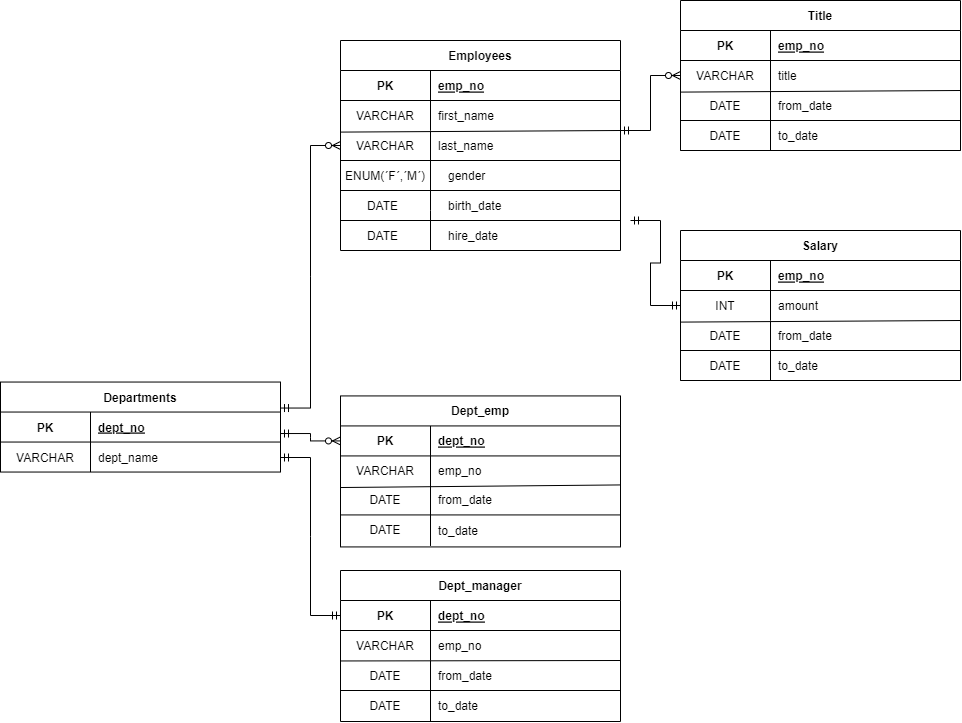 Title
PK emp_no
VARCHAR title
DATE from_date
DATE to_date
Employees
PK emp_no
VARCHAR first_name
VARCHAR last_name
ENUM(´F´,´M´) gender
DATE birth_date
DATE hire_date
Salary
PK emp_no
INT amount
DATE from_date
DATE to_date
Departments
PK dept_no
VARCHAR dept_name
Dept_emp
PK dept_no
VARCHAR emp_no
DATE from_date
DATE to_date
Dept_manager
PK dept_no
VARCHAR emp_no
DATE from_date
DATE to_date